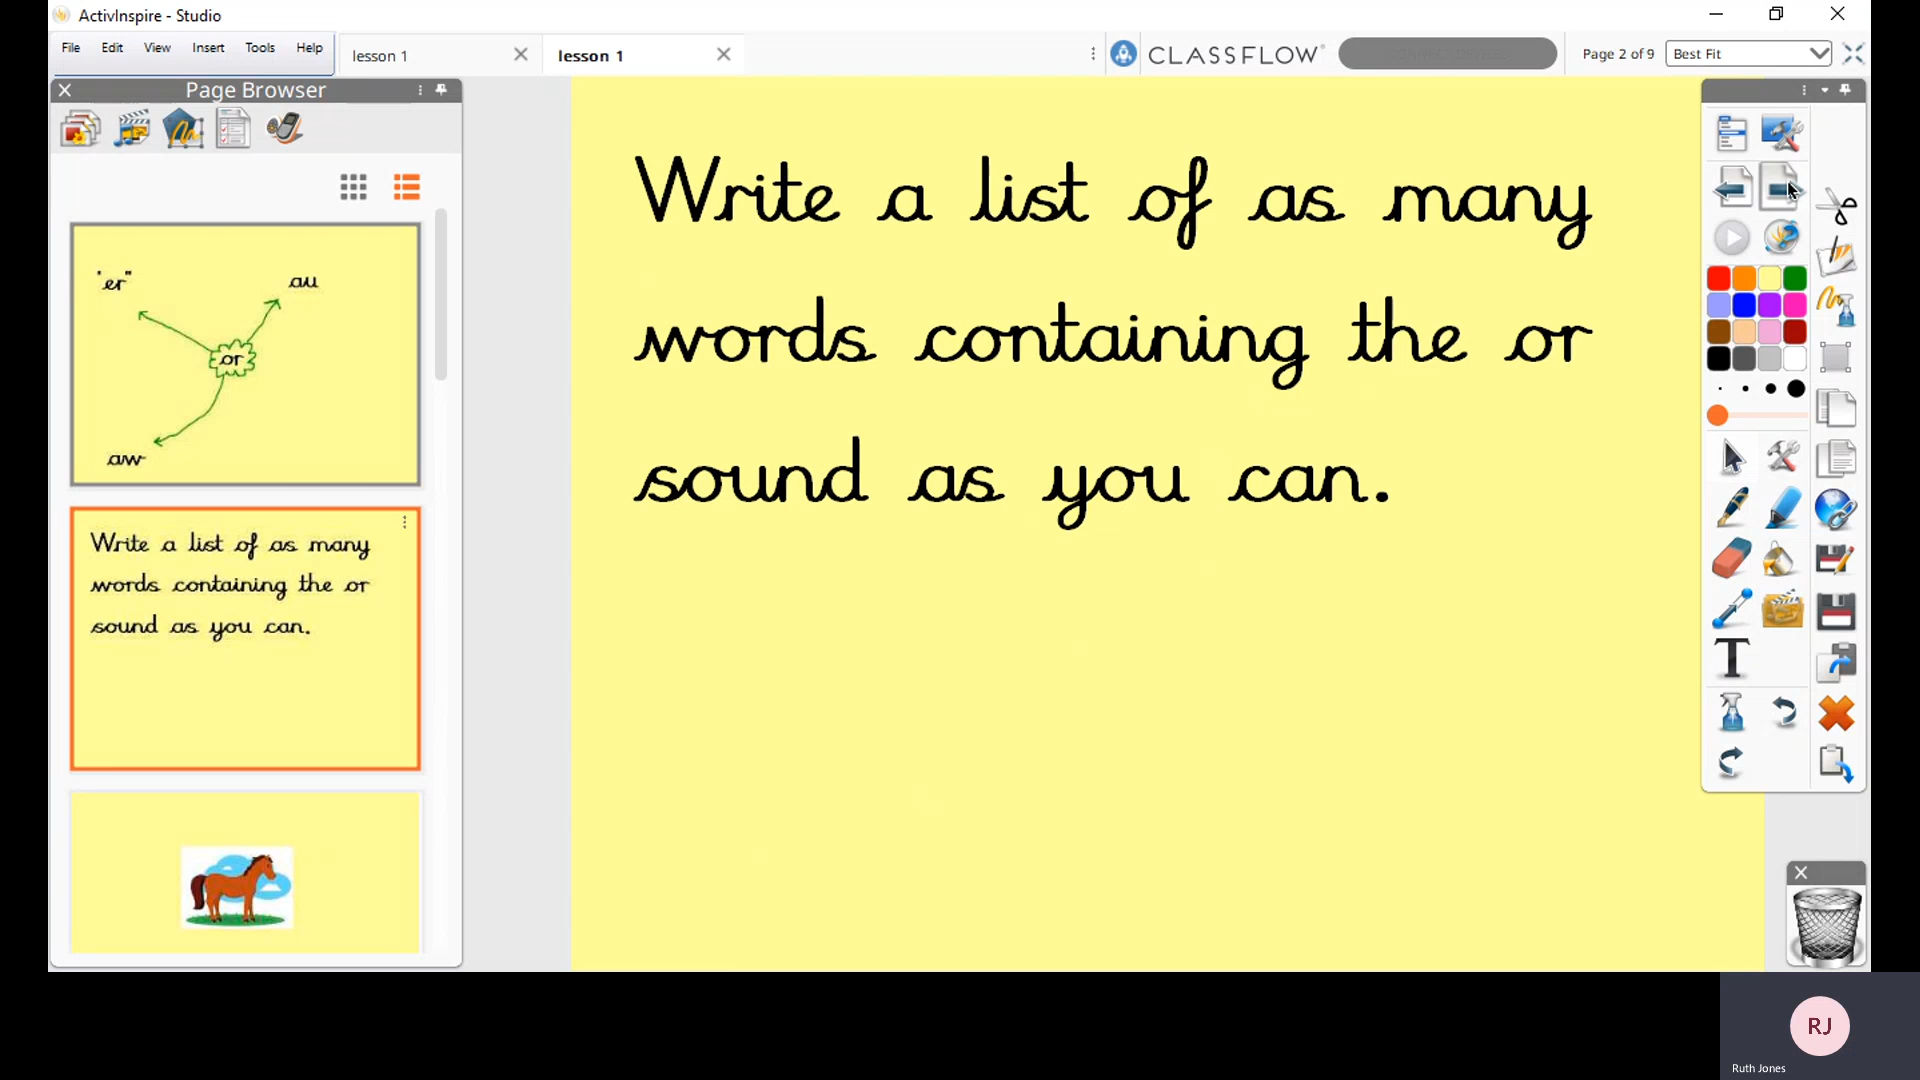 ActivInspire - Studio
File Edit View Insert Tools Help
lesson 1
lesson 1
CLASSFLOW
Page 2 of 9
Best Fit
Page Browser
"er"
au
or
aw
Write a list of as many
words containing the or
sound as you can.
Write a list of as many
words containing the or
sound as you can.
T
RJ
Ruth Jones